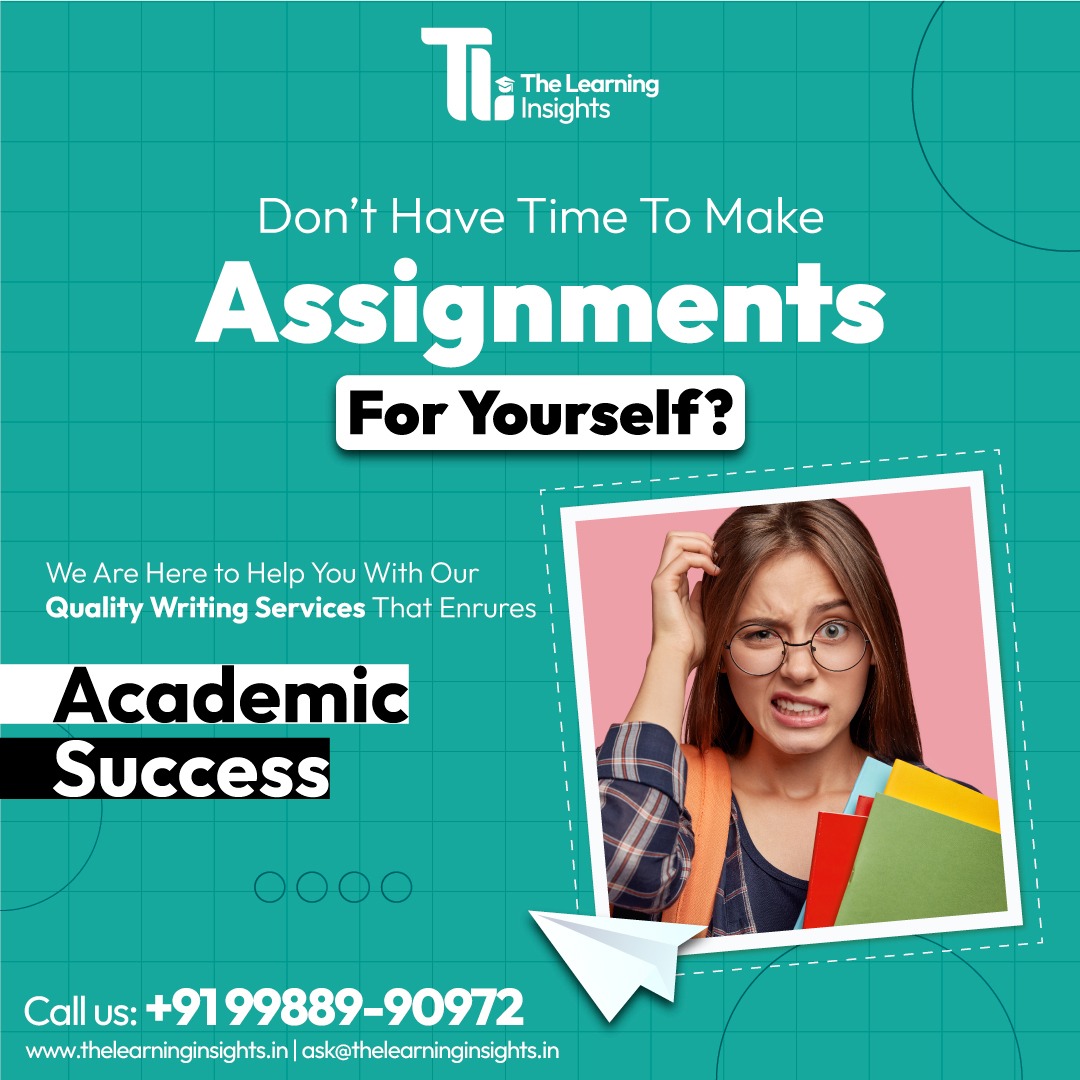 The Learning
Insights
Don't Have Time To Make
Assignments
For Yourself?
We Are Here to Help You With Our
Quality Writing Services That Enrures
Academic
Success
Call us: +91 99889-90972
www.thelearninginsights.in | ask@thelearninginsights.in